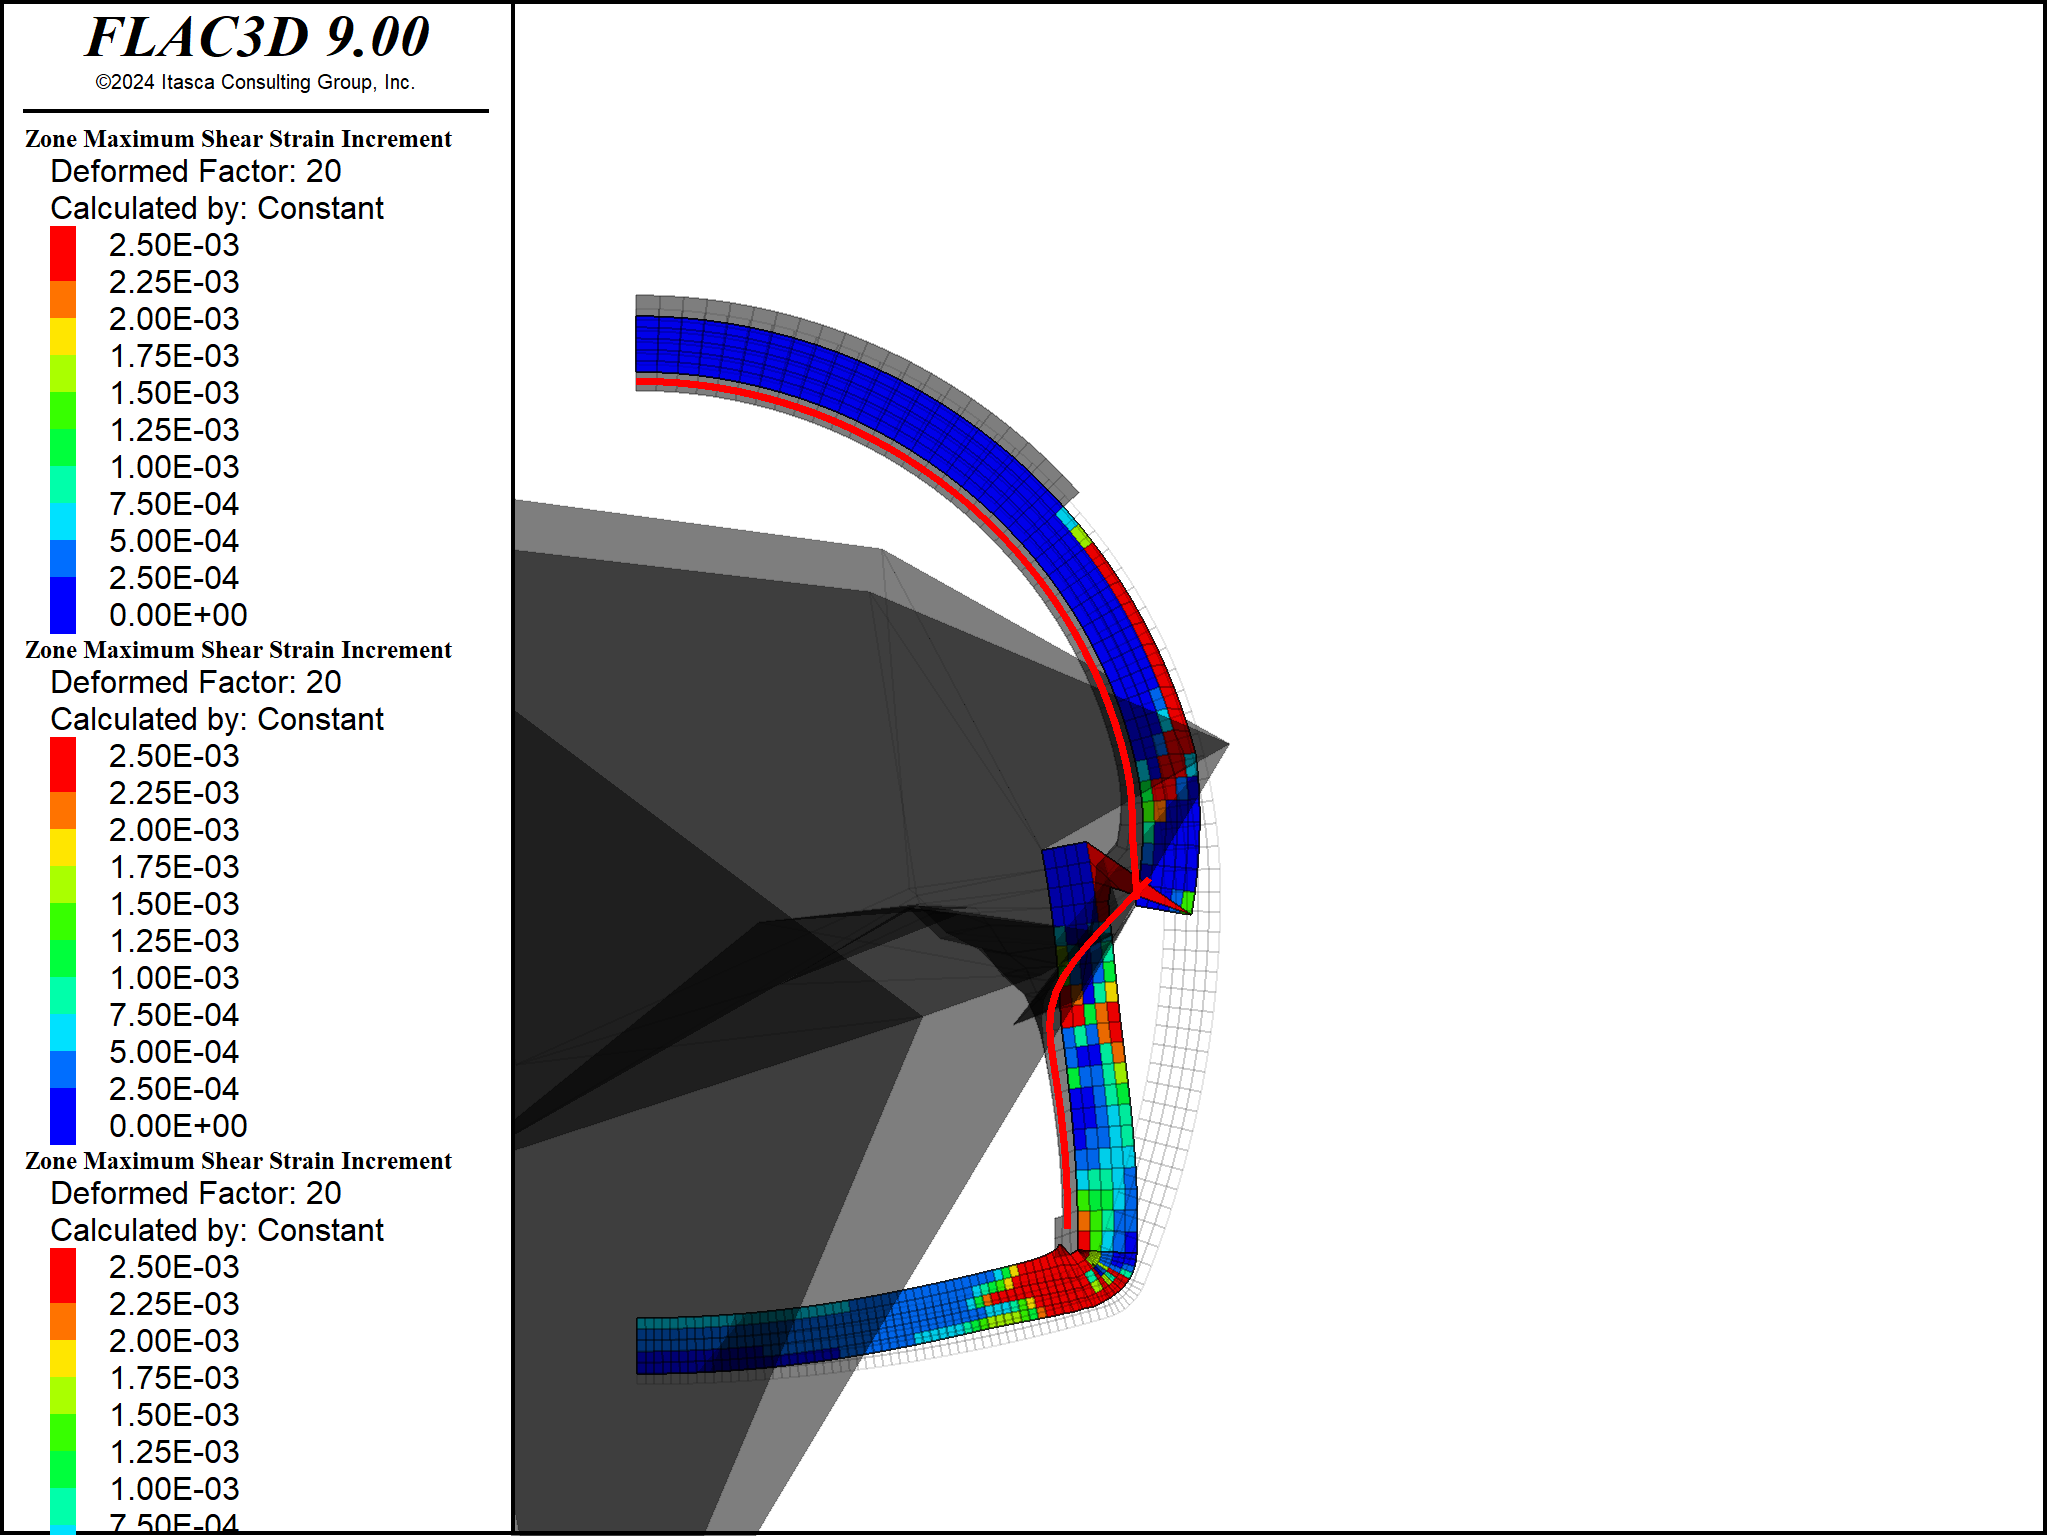 FLAC3D 9.00
©2024 Itasca Consulting Group, Inc.
Zone Maximum Shear Strain Increment
Deformed Factor: 20
Calculated by: Constant
2.50E-03
2.25E-03
2.00E-03
1.75E-03
1.50E-03
1.25E-03
1.00E-03
7.50E-04
5.00E-04
2.50E-04
0.00E+00
Zone Maximum Shear Strain Increment
Deformed Factor: 20
Calculated by: Constant
2.50E-03
2.25E-03
2.00E-03
1.75E-03
1.50E-03
1.25E-03
1.00E-03
7.50E-04
5.00E-04
2.50E-04
0.00E+00
Zone Maximum Shear Strain Increment
Deformed Factor: 20
Calculated by: Constant
2.50E-03
2.25E-03
2.00E-03
1.75E-03
1.50E-03
1.25E-03
1.00E-03
7.50E-04